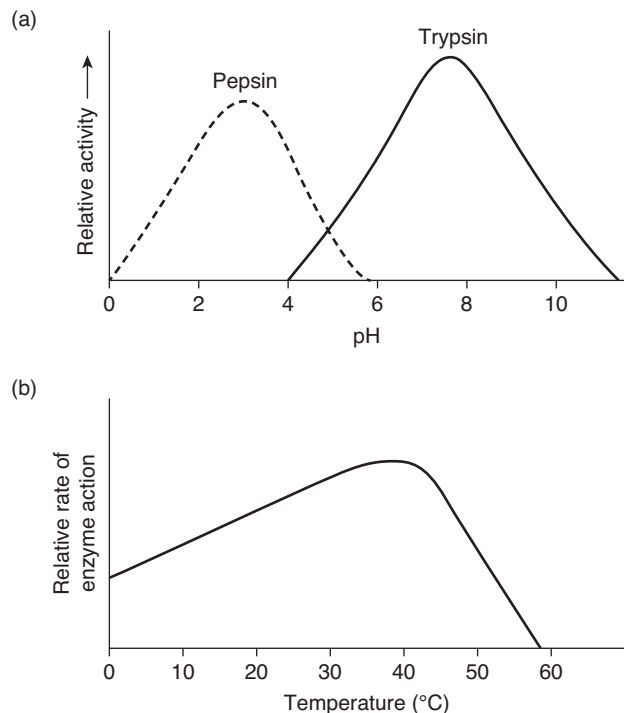 (a)
Trypsin
Pepsin
Relative activity
0 2 4 6 8 10
pH
(b)
Relative rate of
enzyme action
0 10 20 30 40 50 60
Temperature (°C)